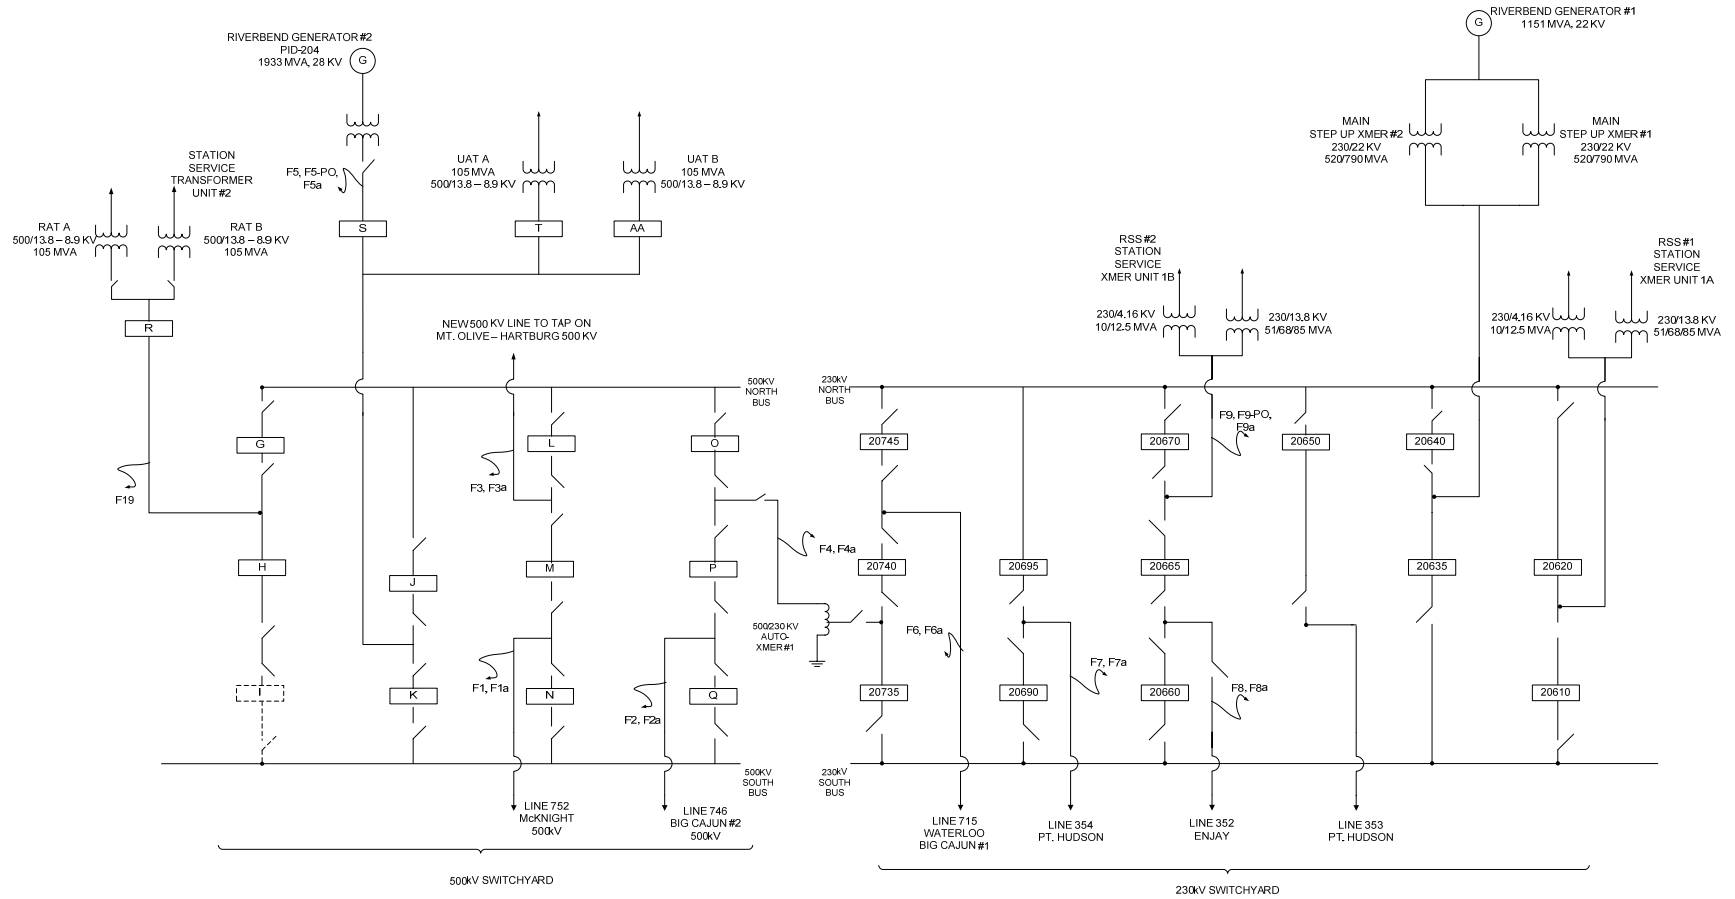 RIVERBEND GENERATOR #2
PID-204
1933 MVA, 28 KV
G
RIVERBEND GENERATOR #1
1151 MVA, 22 KV
G
MAIN
STEP UP XMER #2
230/22 KV
520/790 MVA
MAIN
STEP UP XMER #1
230/22 KV
520/790 MVA
STATION
SERVICE
TRANSFORMER
UNIT #2
F5, F5-PO,
F5a
UAT A
105 MVA
500/13.8 – 8.9 KV
UAT B
105 MVA
500/13.8 – 8.9 KV
RAT A
500/13.8 – 8.9 KV
105 MVA
RAT B
500/13.8 – 8.9 KV
105 MVA
S
T
AA
R
RSS #2
STATION
SERVICE
XMER UNIT 1B
RSS #1
STATION
SERVICE
XMER UNIT 1A
230/4.16 KV
10/12.5 MVA
230/13.8 KV
51/68/85 MVA
230/4.16 KV
10/12.5 MVA
230/13.8 KV
51/68/85 MVA
NEW 500 KV LINE TO TAP ON
MT. OLIVE – HARTBURG 500 KV
500KV
NORTH
BUS
230kV
NORTH
BUS
G
L
O
20745
20670
F9, F9-PO,
F9a
20650
20640
F19
F3, F3a
F4, F4a
H
J
M
P
20740
20695
20665
20635
20620
500/230 KV
AUTO-
XMER #1
F6, F6a
F7, F7a
F1, F1a
F2, F2a
F8, F8a
I
K
N
Q
20735
20690
20660
20610
500KV
SOUTH
BUS
230kV
SOUTH
BUS
LINE 752
McKNIGHT
500kV
LINE 746
BIG CAJUN #2
500kV
LINE 715
WATERLOO
BIG CAJUN #1
LINE 354
PT. HUDSON
LINE 352
ENJAY
LINE 353
PT. HUDSON
500kV SWITCHYARD
230kV SWITCHYARD